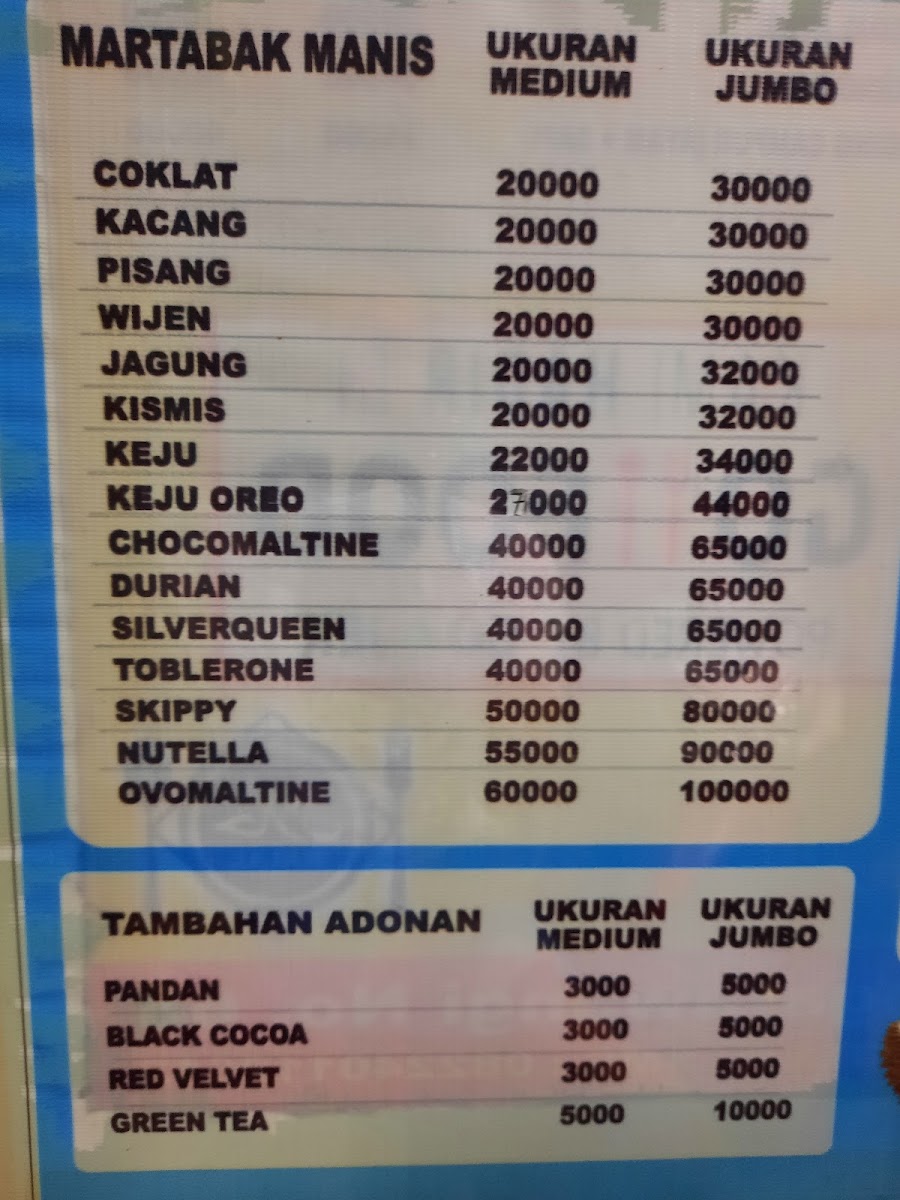 MARTABAK MANIS UKURAN MEDIUM UKURAN JUMBO
COKLAT 20000 30000
KACANG 20000 30000
PISANG 20000 30000
WIJEN 20000 30000
JAGUNG 20000 32000
KISMIS 20000 32000
KEJU 22000 34000
KEJU OREO 27000 44000
CHOCOMALTINE 40000 65000
DURIAN 40000 65000
SILVERQUEEN 40000 65000
TOBLERONE 40000 65000
SKIPPY 50000 80000
NUTELLA 55000 90000
OVOMALTINE 60000 100000
TAMBAHAN ADONAN UKURAN MEDIUM UKURAN JUMBO
PANDAN 3000 5000
BLACK COCOA 3000 5000
RED VELVET 3000 5000
GREEN TEA 5000 10000